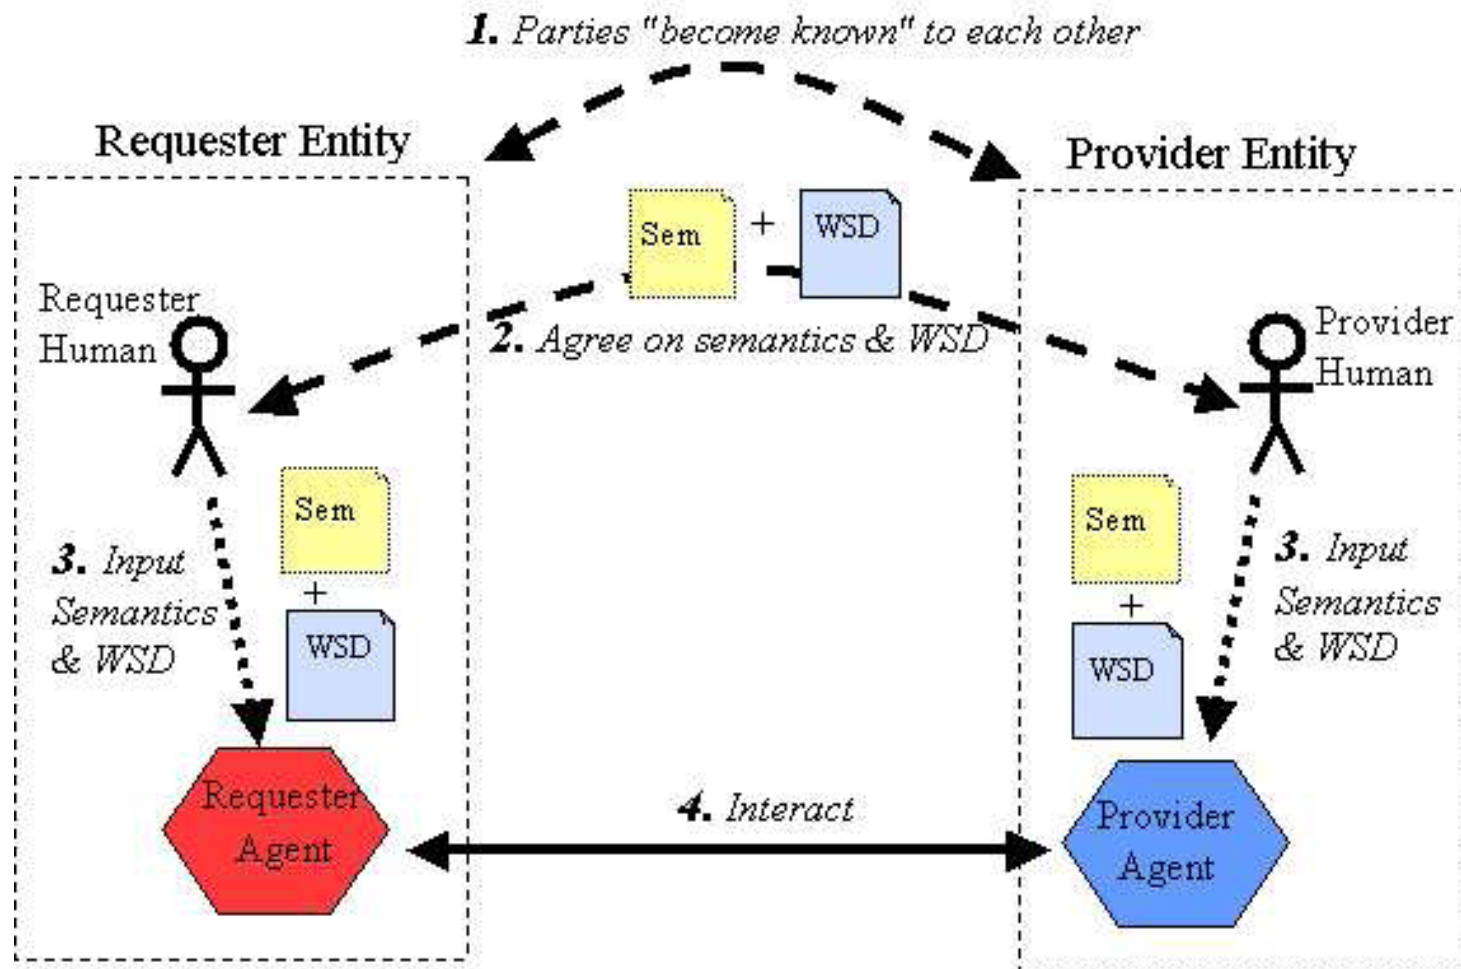 1. Parties "become known" to each other
Requester Entity
Provider Entity
Sem
+
WSD
Requester
Human
2. Agree on semantics & WSD
Provider
Human
Sem
+
WSD
3. Input
Semantics
& WSD
Sem
+
WSD
3. Input
Semantics
& WSD
Requester
Agent
4. Interact
Provider
Agent